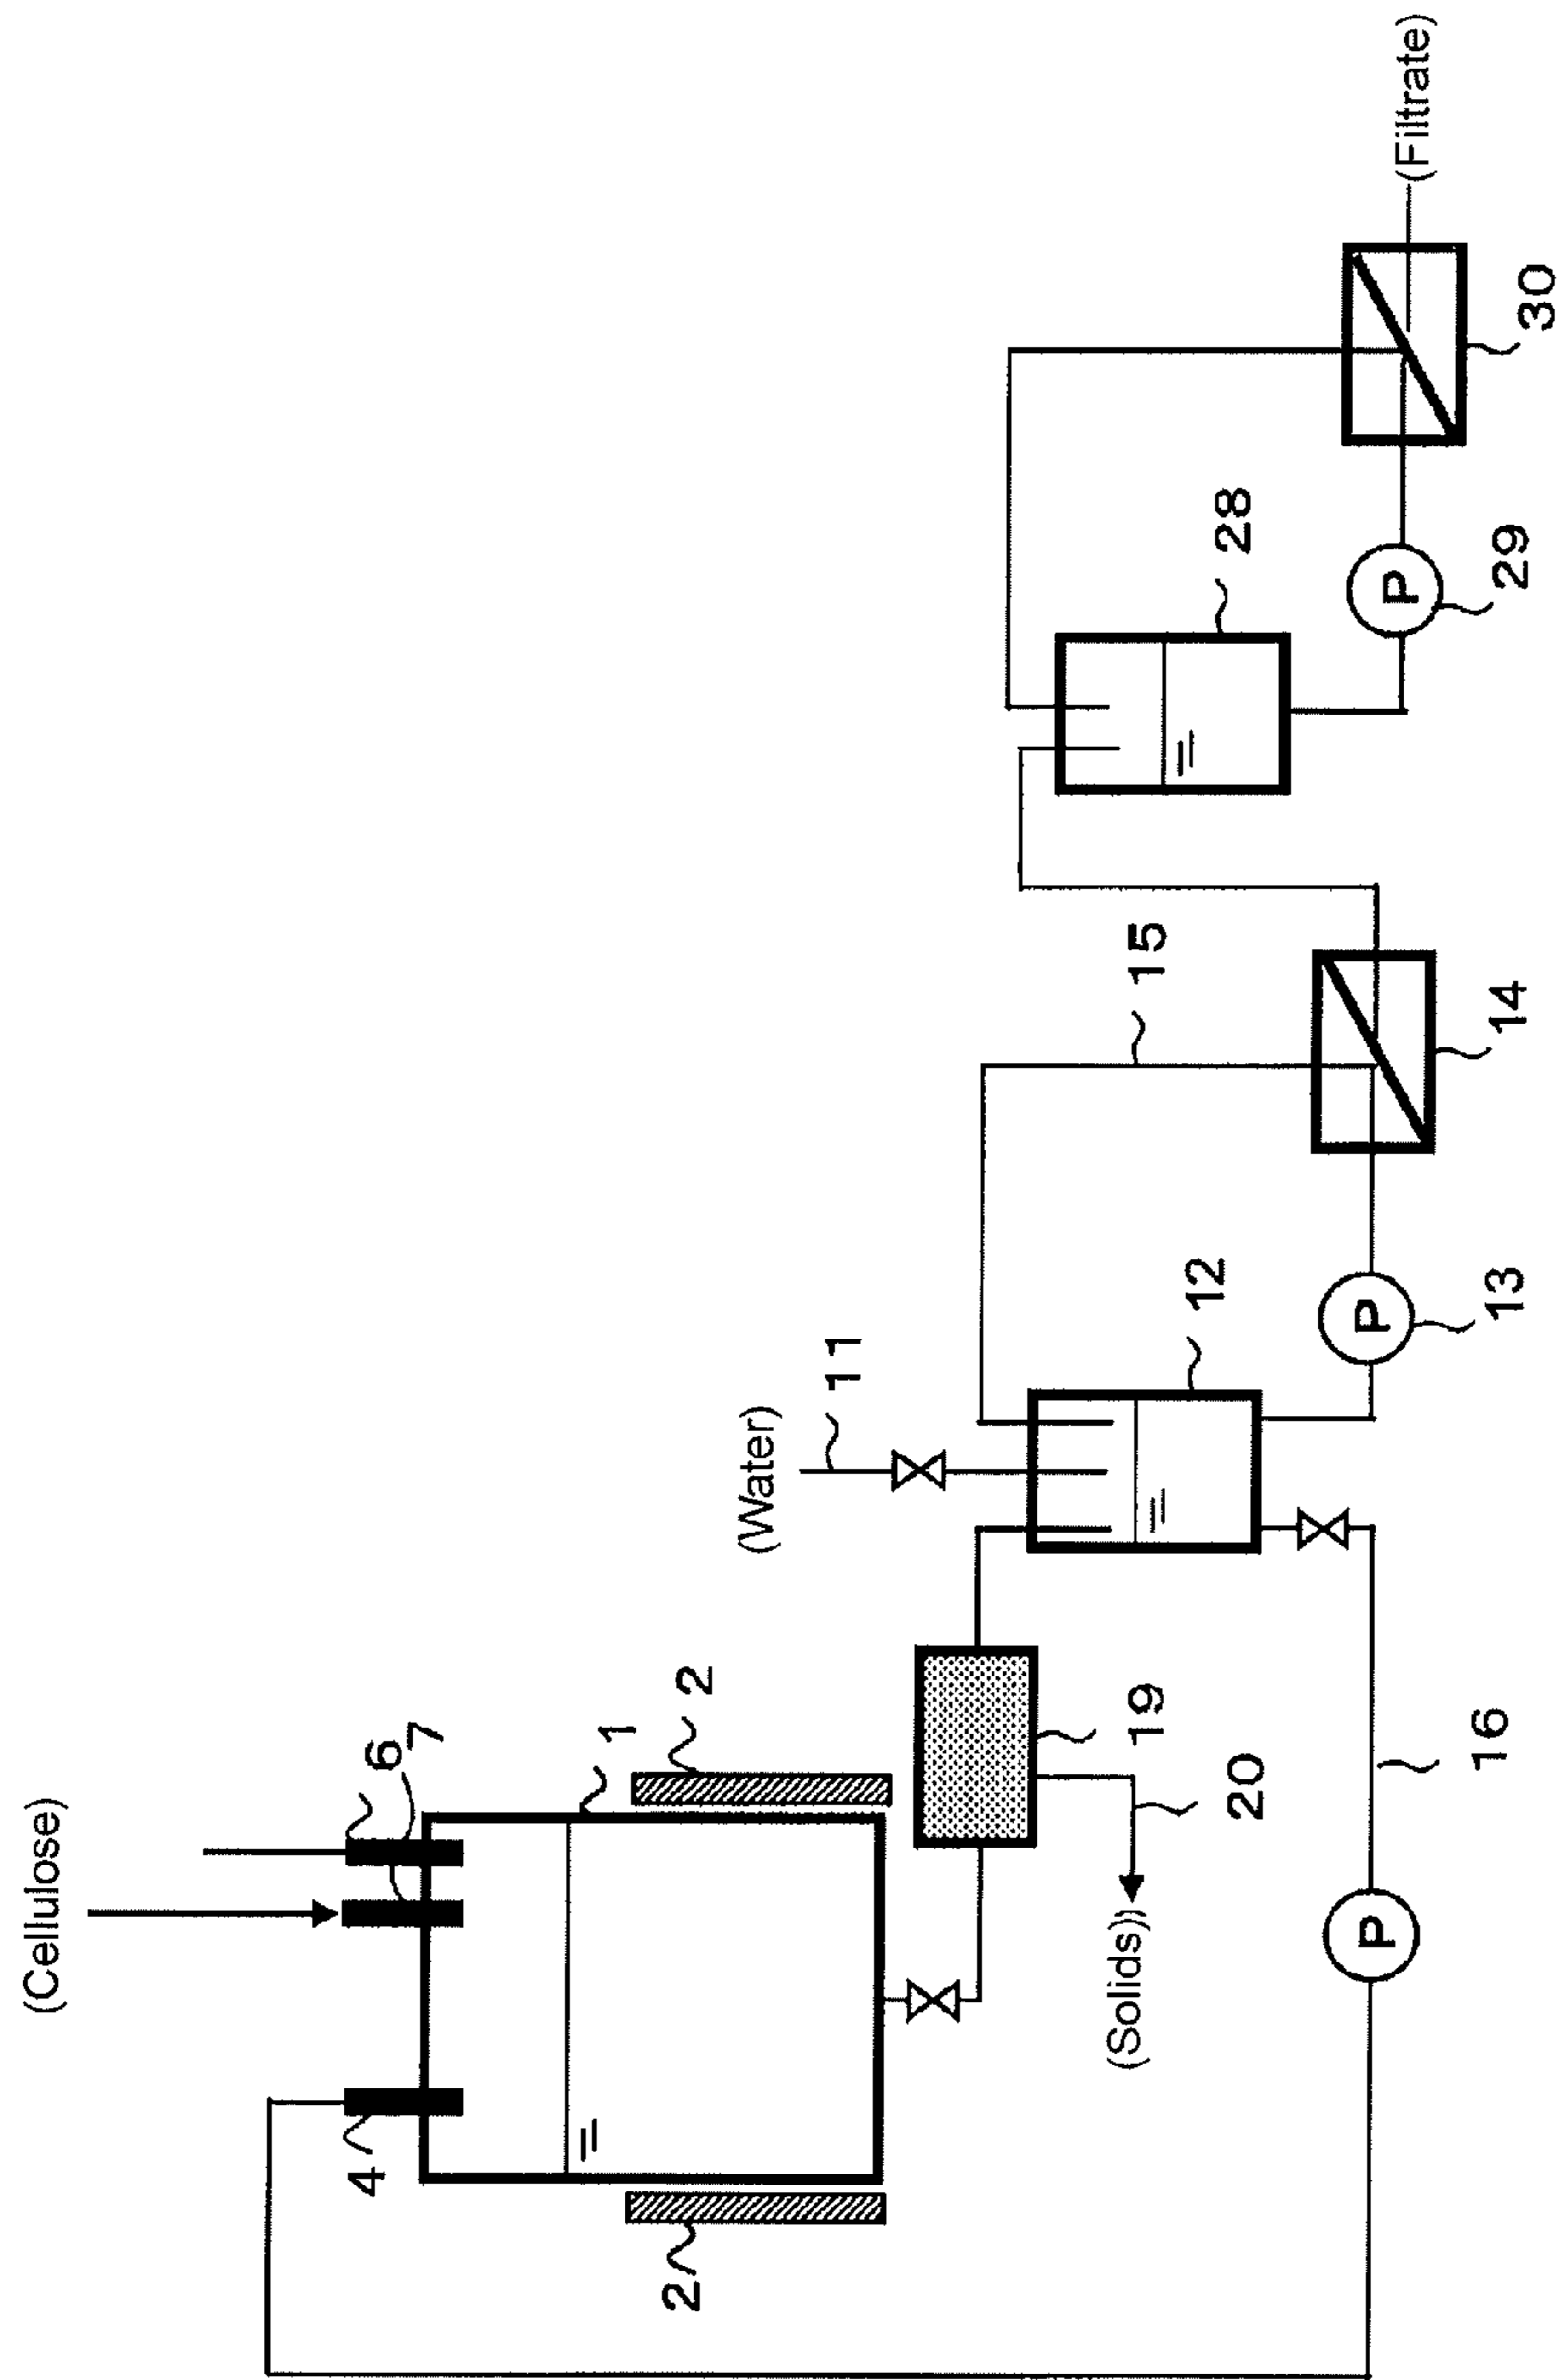 (Cellulose)
6
7
1
2
4
2
(Water)
11
12
15
19
20
(Solids))
16
P
P
13
14
28
P
29
30
(Filtrate)